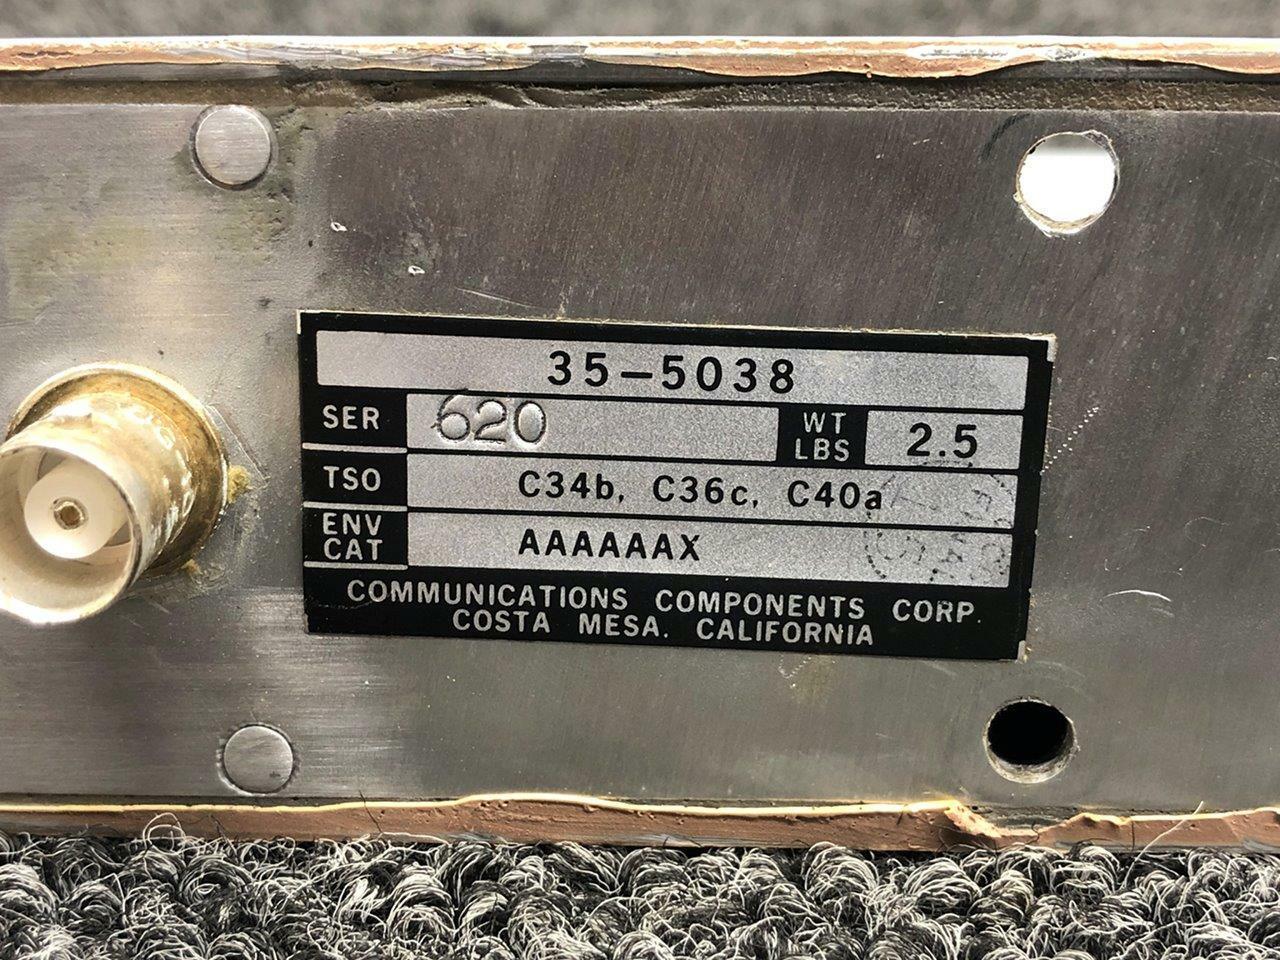 35-5038
SER 620 WT LBS 2.5
TSO C34b, C36c, C40a
ENV CAT AAAAAAX
COMMUNICATIONS COMPONENTS CORP.
COSTA MESA. CALIFORNIA